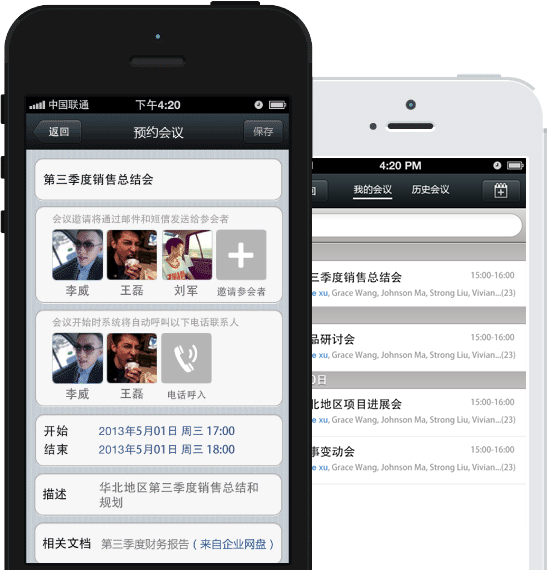 中国联通 下午4:20
返回 预约会议 保存
第三季度销售总结会
会议邀请将通过邮件和短信发送给参会者
李威 王磊 刘军 邀请参会者
会议开始时系统将自动呼叫以下电话联系人
李威 王磊 电话呼入
开始 2013年5月01日 周三 17:00
结束 2013年5月01日 周三 18:00
描述 华北地区第三季度销售总结和
规划
相关文档 第三季度财务报告（来自企业网盘）
4:20 PM
回 我的会议 历史会议
三季度销售总结会 15:00-16:00
e xu, Grace Wang, Johnson Ma, Strong Liu, Vivian...(23)
品研讨会 15:00-16:00
e xu, Grace Wang, Johnson Ma, Strong Liu, Vivian...(23)
0日
北地区项目进展会 15:00-16:00
e xu, Grace Wang, Johnson Ma, Strong Liu, Vivian...(23)
事变动会 15:00-16:00
e xu, Grace Wang, Johnson Ma, Strong Liu, Vivian...(23)